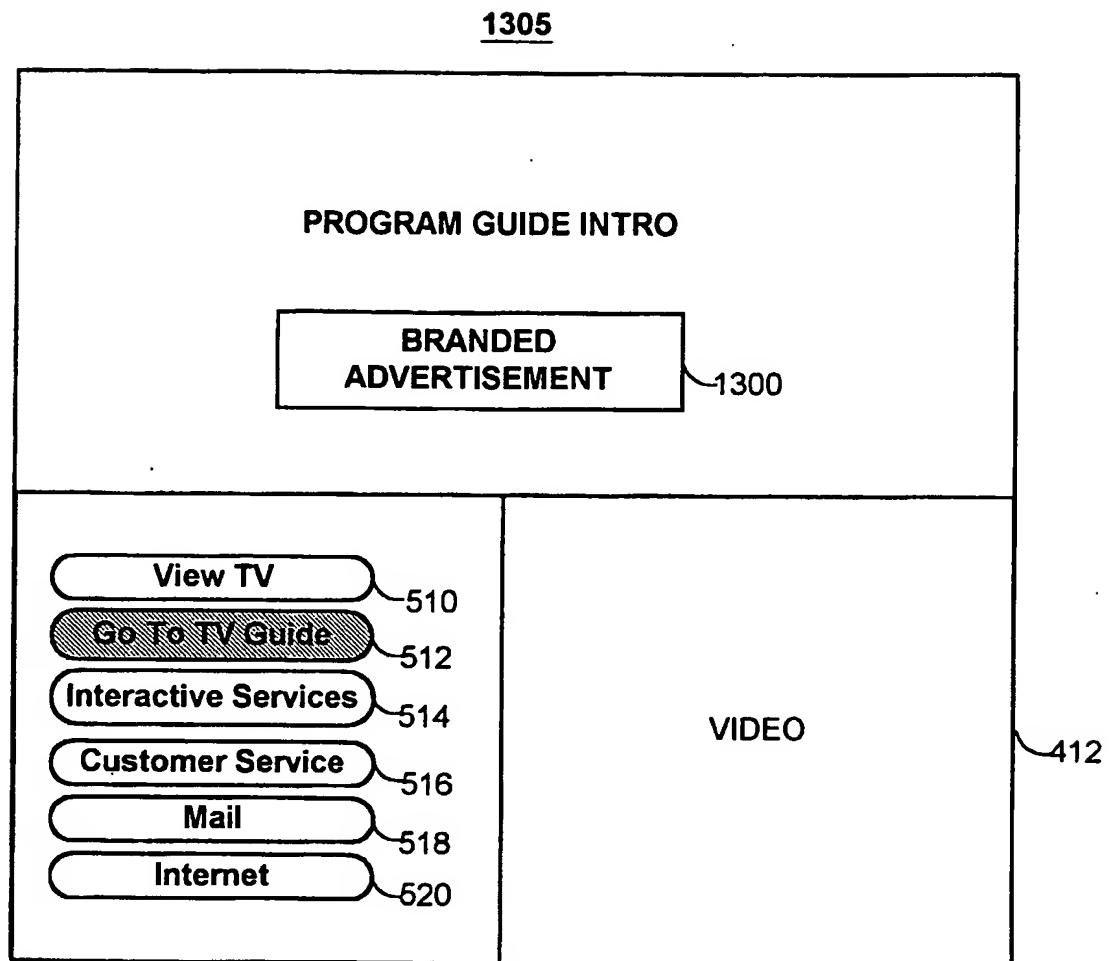 1305
PROGRAM GUIDE INTRO
BRANDED
ADVERTISEMENT
1300
View TV
510
Go To TV Guide
512
Interactive Services
514
Customer Service
516
Mail
518
Internet
520
VIDEO
412